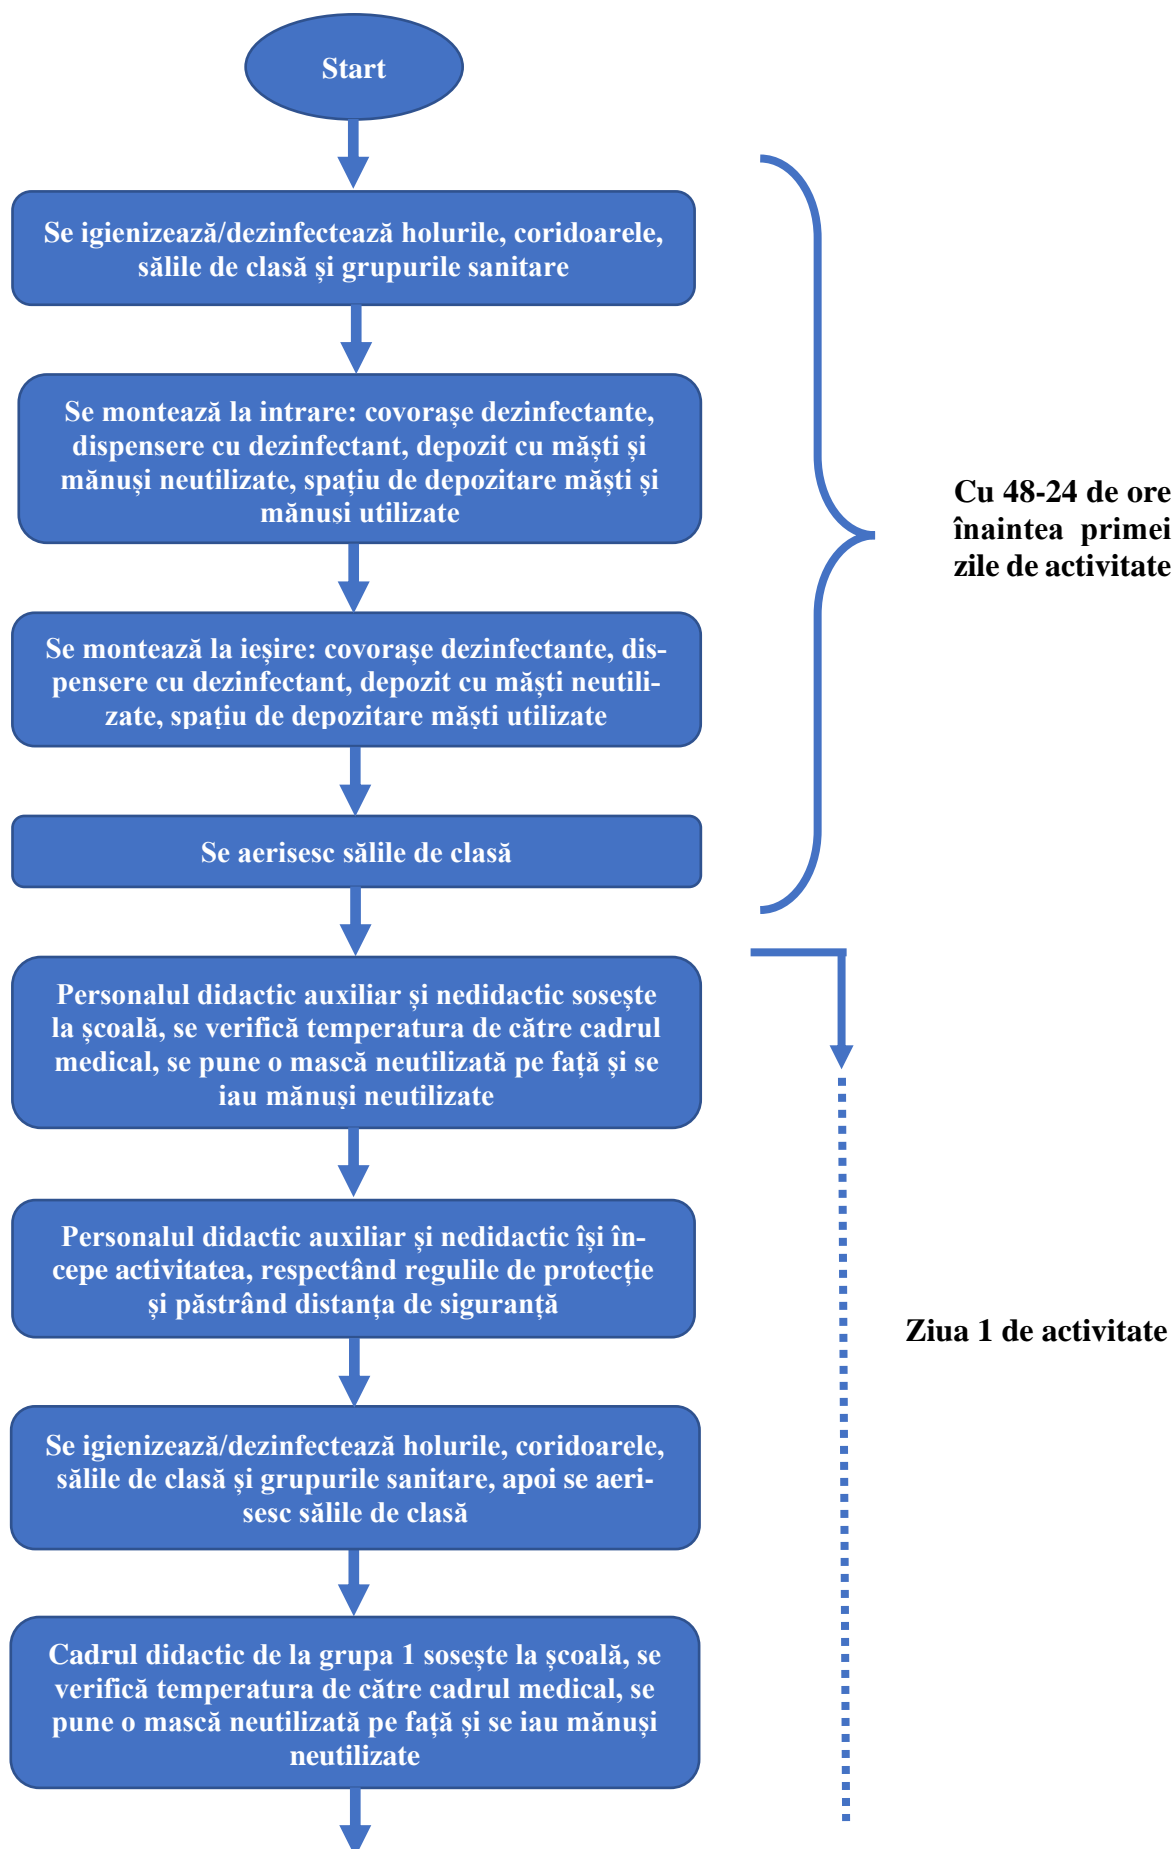 Start
Se igienizează/dezinfectează holurile, coridoarele,
sălile de clasă și grupurile sanitare
Se montează la intrare: covorașe dezinfectante,
dispensere cu dezinfectant, depozit cu măști și
mănuși neutilizate, spațiu de depozitare măști și
mănuși utilizate
Se montează la ieșire: covorașe dezinfectante, dis-
pensere cu dezinfectant, depozit cu măști neutili-
zate, spațiu de depozitare măști utilizate
Se aerisesc sălile de clasă
Cu 48-24 de ore
înaintea primei
zile de activitate
Personalul didactic auxiliar și nedidactic sosește
la școală, se verifică temperatura de către cadrul
medical, se pune o mască neutilizată pe față și se
iau mănuși neutilizate
Personalul didactic auxiliar și nedidactic își în-
cepe activitatea, respectând regulile de protecție
și păstrând distanța de siguranță
Se igienizează/dezinfectează holurile, coridoarele,
sălile de clasă și grupurile sanitare, apoi se aeri-
sesc sălile de clasă
Cadrul didactic de la grupa 1 sosește la școală, se
verifică temperatura de către cadrul medical, se
pune o mască neutilizată pe față și se iau mănuși
neutilizate
Ziua 1 de activitate